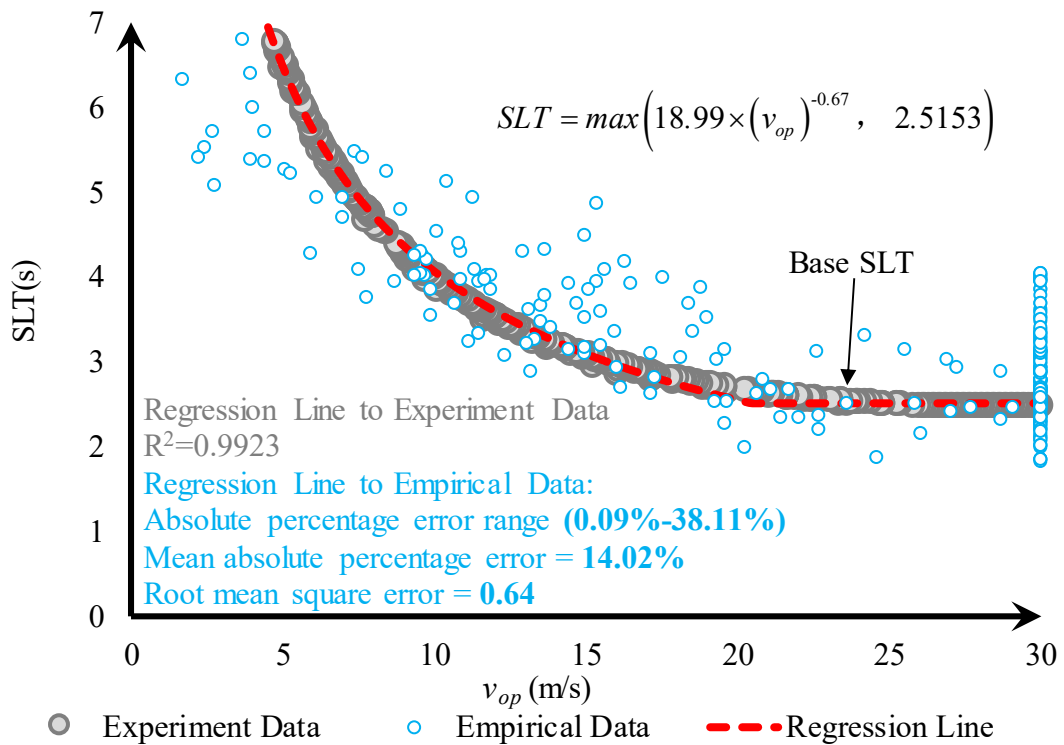 7
6
5
4
3
2
1
0
SLT(s)
SLT = max(18.99×(v_op)^-0.67, 2.5153)
Base SLT
Regression Line to Experiment Data
R²=0.9923
Regression Line to Empirical Data:
Absolute percentage error range (0.09%-38.11%)
Mean absolute percentage error = 14.02%
Root mean square error = 0.64
0 5 10 15 20 25 30
v_op (m/s)
Experiment Data Empirical Data Regression Line